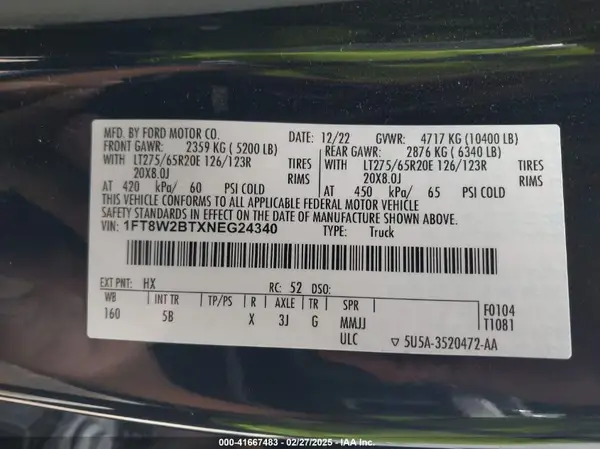 MFD. BY FORD MOTOR CO. DATE: 12/22 GVWR: 4717 KG (10400 LB)
FRONT GAWR: 2359 KG ( 5200 LB) REAR GAWR: 2876 KG ( 6340 LB)
WITH LT275/65R20E 126/123R TIRES WITH LT275/65R20E 126/123R TIRES
20X8.0J RIMS 20X8.0J RIMS
AT 420 kPa/ 60 PSI COLD AT 450 kPa/ 65 PSI COLD
THIS VEHICLE CONFORMS TO ALL APPLICABLE FEDERAL MOTOR VEHICLE
SAFETY STANDARDS IN EFFECT ON THE DATE OF MANUFACTURE SHOWN ABOVE.
VIN: 1FT8W2BTXNEG24340 TYPE: Truck
EXT PNT: HX RC: 52 DSO:
WB INT TR TP/PS R AXLE TR SPR F0104
160 5B X 3J G MMJJ T1081
ULC ▽ 5U5A-3520472-AA
000-41667483 — 02/27/2025 — IAA Inc.